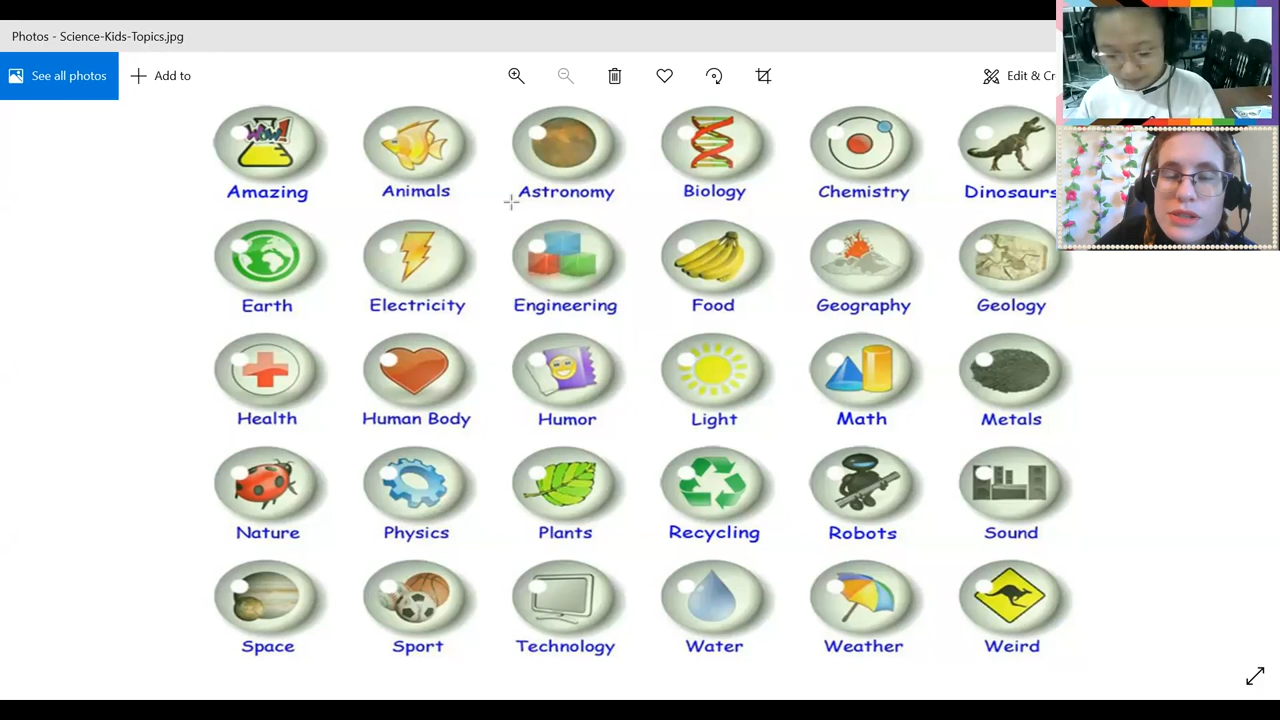 Photos - Science-Kids-Topics.jpg
See all photos
Add to
Edit & Cr
WOW!
Amazing
Animals
Astronomy
Biology
Chemistry
Dinosaurs
Earth
Electricity
Engineering
Food
Geography
Geology
Health
Human Body
Humor
Light
Math
Metals
Nature
Physics
Plants
Recycling
Robots
Sound
Space
Sport
Technology
Water
Weather
Weird